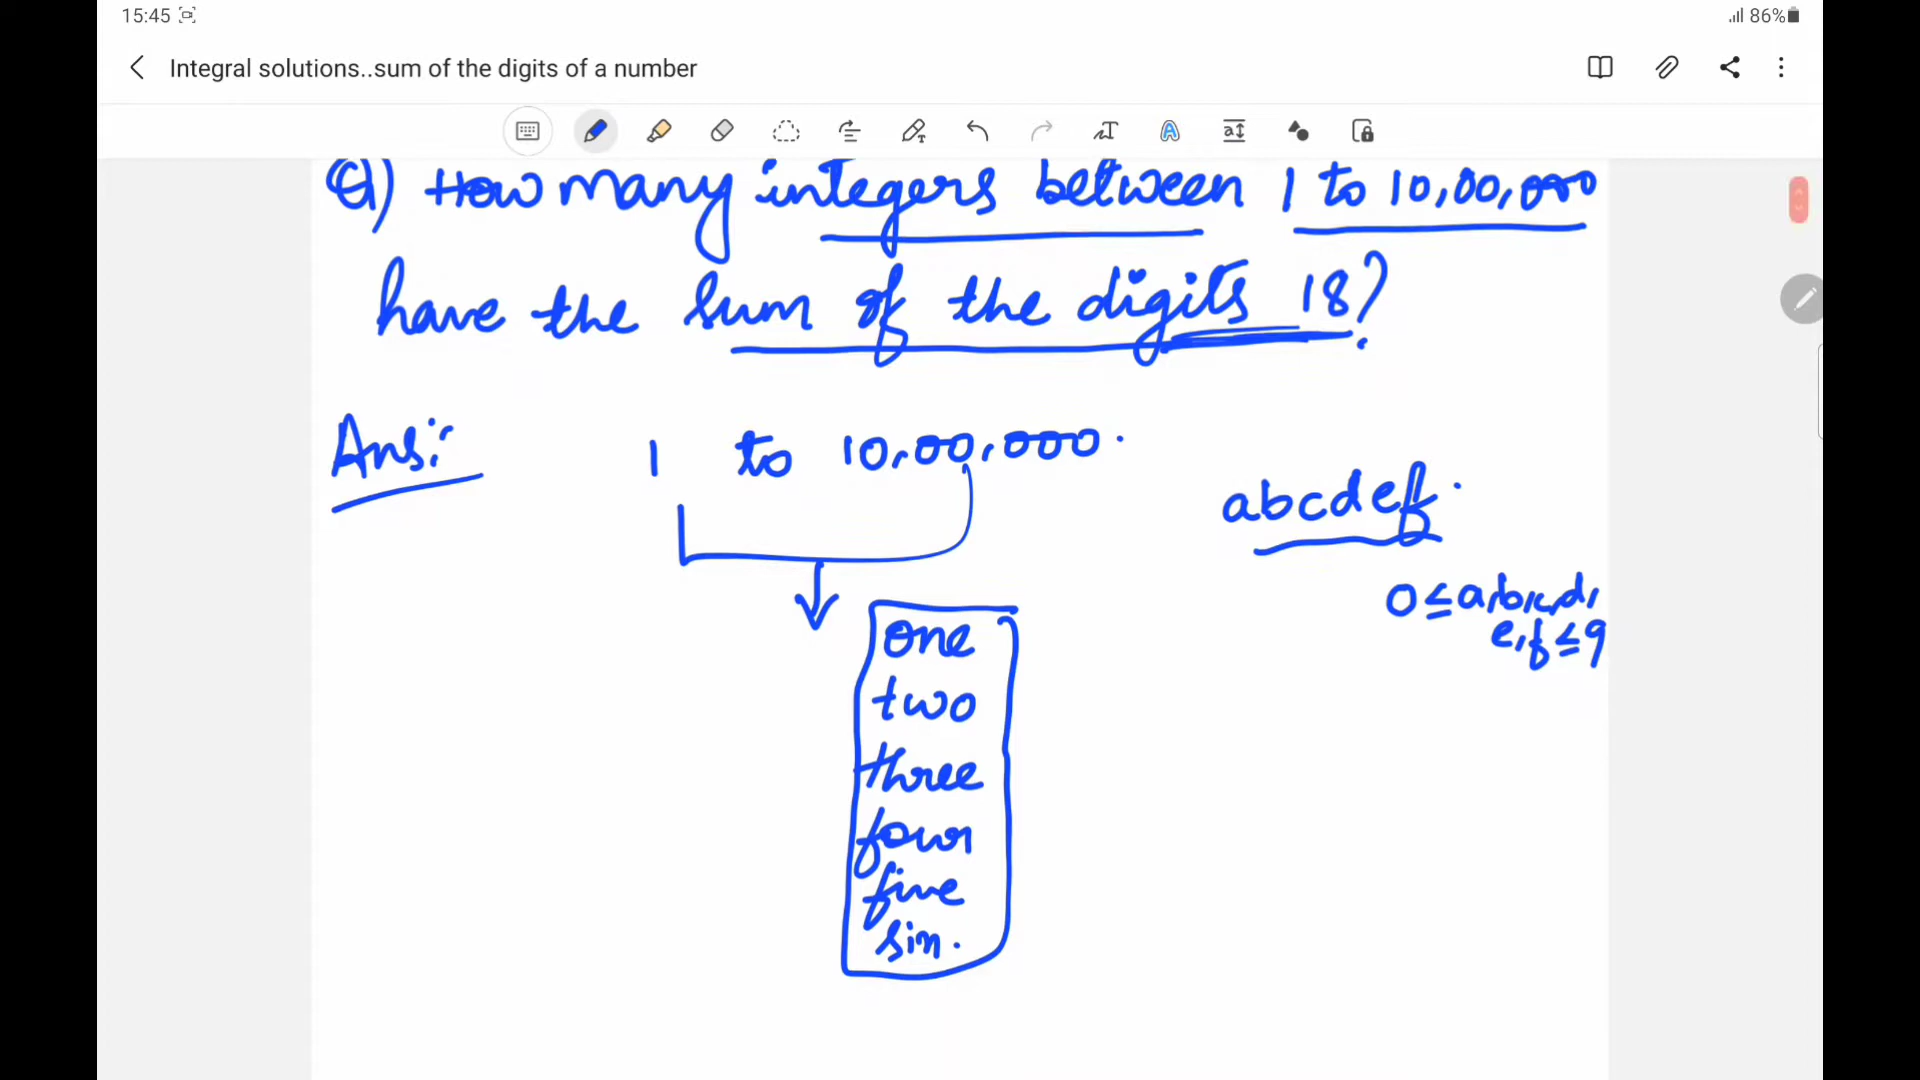 15:45
86%
Integral solutions..sum of the digits of a number
Q) How many integers between 1 to 10,00,000
have the sum of the digits 18?
Ans:
1 to 10,00,000.
abcdef.
0≤a,b,c,d,
e,f≤9
one
two
three
four
five
six.